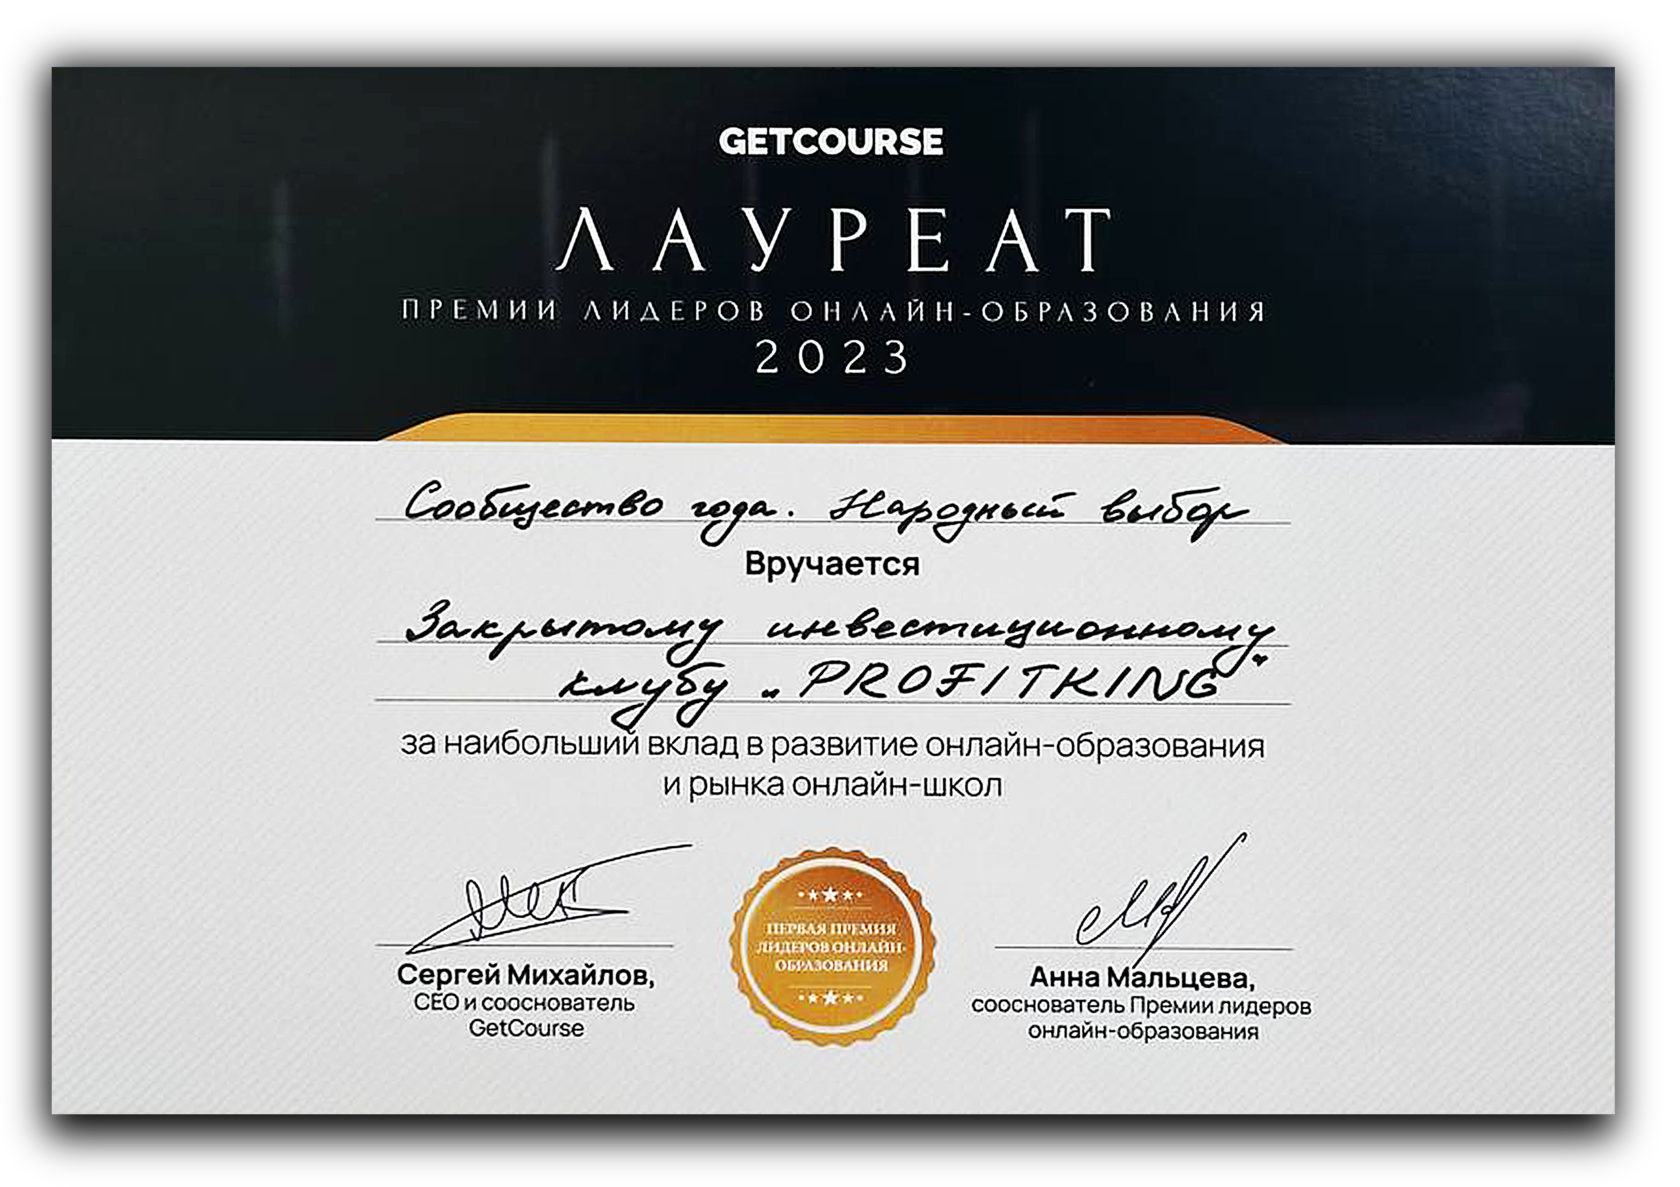 GETCOURSE
ЛАУРЕАТ
ПРЕМИИ ЛИДЕРОВ ОНЛАЙН-ОБРАЗОВАНИЯ
2023
Сообщество года. Народный выбор
Вручается
Закрытому инвестиционному
клубу „PROFITKING“
за наибольший вклад в развитие онлайн-образования
и рынка онлайн-школ
Сергей Михайлов,
CEO и сооснователь
GetCourse
ПЕРВАЯ ПРЕМИЯ
ЛИДЕРОВ ОНЛАЙН-
ОБРАЗОВАНИЯ
Анна Мальцева,
сооснователь Премии лидеров
онлайн-образования